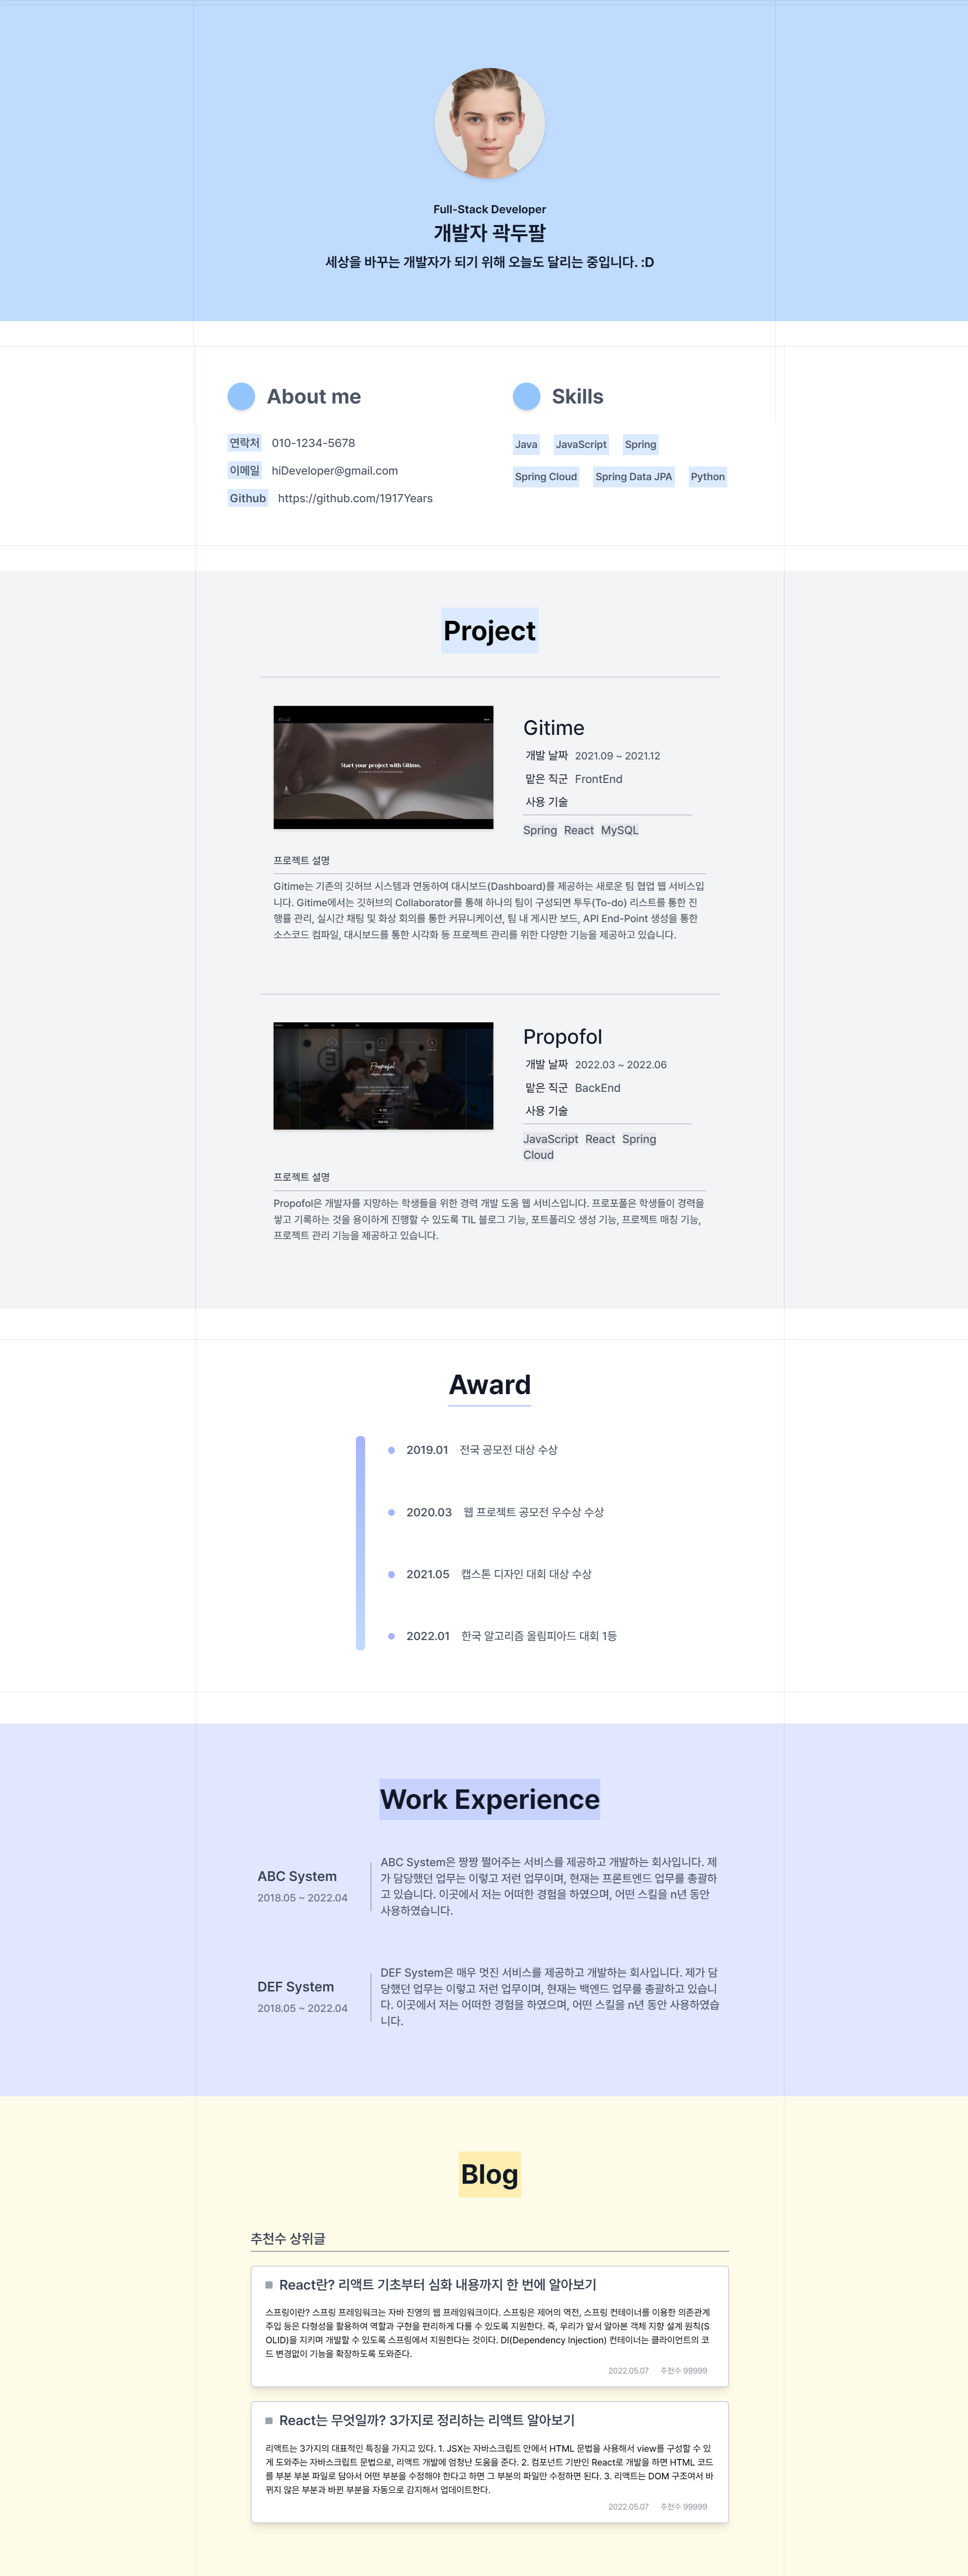 Full-Stack Developer
개발자 곽두팔
세상을 바꾸는 개발자가 되기 위해 오늘도 달리는 중입니다. :D
About me
연락처 010-1234-5678
이메일 hiDeveloper@gmail.com
Github https://github.com/1917Years
Skills
Java JavaScript Spring
Spring Cloud Spring Data JPA Python
Project
Start your project with Gitime.
Gitime
개발 날짜 2021.09 ~ 2021.12
맡은 직군 FrontEnd
사용 기술
Spring React MySQL
프로젝트 설명
Gitime는 기존의 깃허브 시스템과 연동하여 대시보드(Dashboard)를 제공하는 새로운 팀 협업 웹 서비스입
니다. Gitime에서는 깃허브의 Collaborator를 통해 하나의 팀이 구성되면 투두(To-do) 리스트를 통한 진
행률 관리, 실시간 채팅 및 화상 회의를 통한 커뮤니케이션, 팀 내 게시판 보드, API End-Point 생성을 통한
소스코드 컴파일, 대시보드를 통한 시각화 등 프로젝트 관리를 위한 다양한 기능을 제공하고 있습니다.
Propofol
Propofol
개발 날짜 2022.03 ~ 2022.06
맡은 직군 BackEnd
사용 기술
JavaScript React Spring
Cloud
프로젝트 설명
Propofol은 개발자를 지망하는 학생들을 위한 경력 개발 도움 웹 서비스입니다. 프로포폴은 학생들이 경력을
쌓고 기록하는 것을 용이하게 진행할 수 있도록 TIL 블로그 기능, 포트폴리오 생성 기능, 프로젝트 매칭 기능,
프로젝트 관리 기능을 제공하고 있습니다.
Award
2019.01 전국 공모전 대상 수상
2020.03 웹 프로젝트 공모전 우수상 수상
2021.05 캡스톤 디자인 대회 대상 수상
2022.01 한국 알고리즘 올림피아드 대회 1등
Work Experience
ABC System
2018.05 ~ 2022.04
ABC System은 짱짱 쩔어주는 서비스를 제공하고 개발하는 회사입니다. 제
가 담당했던 업무는 이렇고 저런 업무이며, 현재는 프론트엔드 업무를 총괄하
고 있습니다. 이곳에서 저는 어떠한 경험을 하였으며, 어떤 스킬을 n년 동안
사용하였습니다.
DEF System
2018.05 ~ 2022.04
DEF System은 매우 멋진 서비스를 제공하고 개발하는 회사입니다. 제가 담
당했던 업무는 이렇고 저런 업무이며, 현재는 백엔드 업무를 총괄하고 있습니
다. 이곳에서 저는 어떠한 경험을 하였으며, 어떤 스킬을 n년 동안 사용하였습
니다.
Blog
추천수 상위글
React란? 리액트 기초부터 심화 내용까지 한 번에 알아보기
스프링이란? 스프링 프레임워크는 자바 진영의 웹 프레임워크이다. 스프링은 제어의 역전, 스프링 컨테이너를 이용한 의존관계
주입 등은 다형성을 활용하여 역할과 구현을 편리하게 다룰 수 있도록 지원한다. 즉, 우리가 앞서 알아본 객체 지향 설계 원칙(S
OLID)을 지키며 개발할 수 있도록 스프링에서 지원한다는 것이다. DI(Dependency Injection) 컨테이너는 클라이언트의 코
드 변경없이 기능을 확장하도록 도와준다.
2022.05.07 추천수 99999
React는 무엇일까? 3가지로 정리하는 리액트 알아보기
리액트는 3가지의 대표적인 특징을 가지고 있다. 1. JSX는 자바스크립트 안에서 HTML 문법을 사용해서 view를 구성할 수 있
게 도와주는 자바스크립트 문법으로, 리액트 개발에 엄청난 도움을 준다. 2. 컴포넌트 기반인 React로 개발을 하면 HTML 코드
를 부분 부분 파일로 담아서 어떤 부분을 수정해야 한다고 하면 그 부분의 파일만 수정하면 된다. 3. 리액트는 DOM 구조여서 바
뀌지 않은 부분과 바뀐 부분을 자동으로 감지해서 업데이트한다.
2022.05.07 추천수 99999